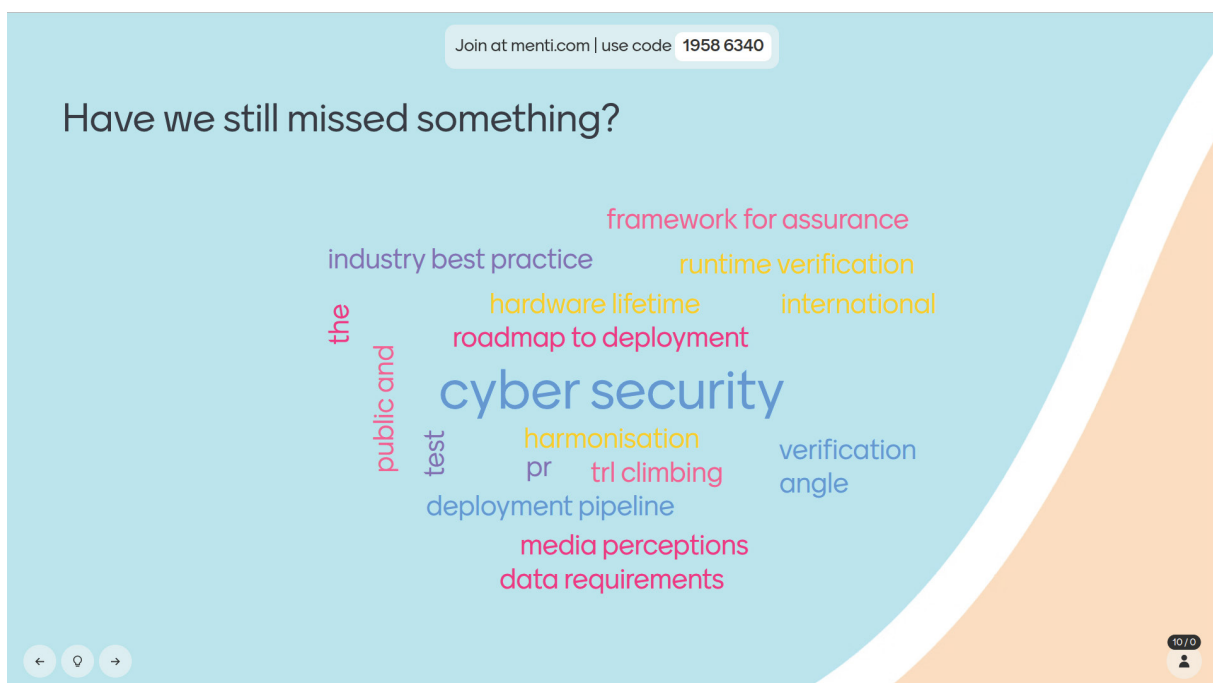 Join at menti.com | use code 1958 6340
Have we still missed something?
framework for assurance
industry best practice
runtime verification
hardware lifetime
international
the
roadmap to deployment
public and
cyber security
test
harmonisation
verification
angle
pr
trl climbing
deployment pipeline
media perceptions
data requirements
10 / 0